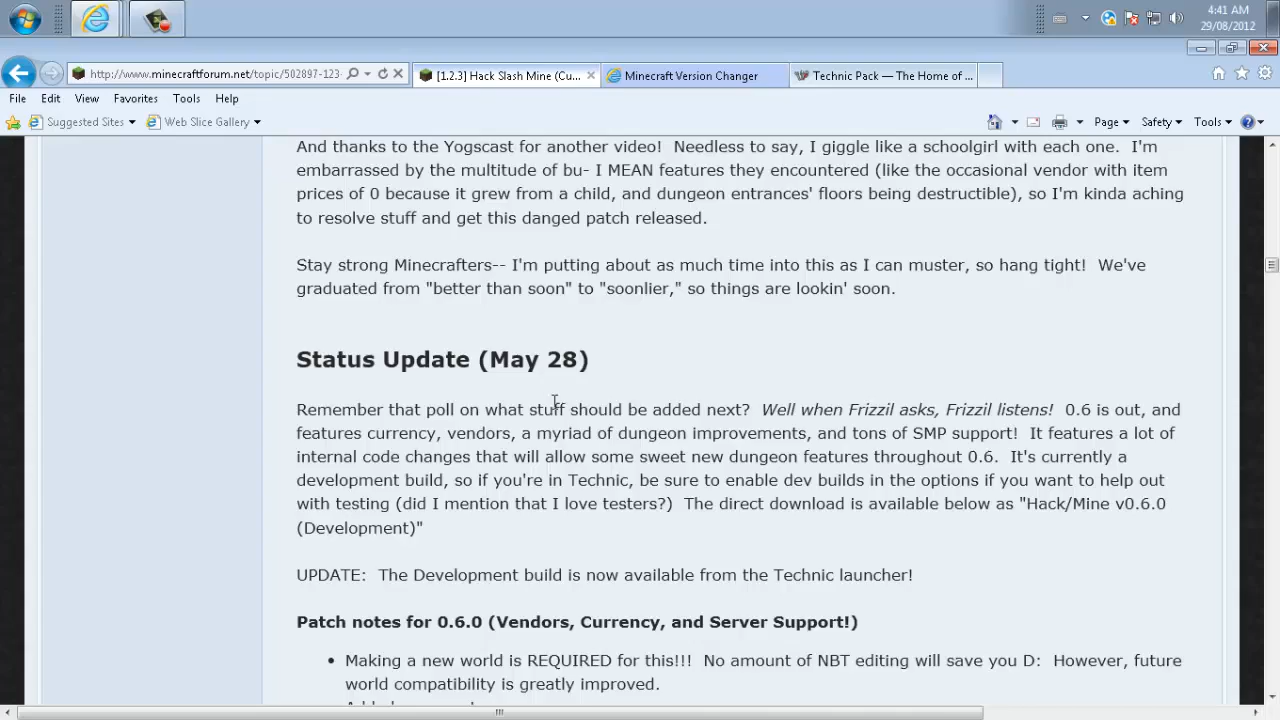 4:41 AM
29/08/2012
http://www.minecraftforum.net/topic/502897-123-
[1.2.3] Hack Slash Mine (Cu...
Minecraft Version Changer
Technic Pack — The Home of ...
File Edit View Favorites Tools Help
Suggested Sites Web Slice Gallery Page Safety Tools
And thanks to the Yogscast for another video!  Needless to say, I giggle like a schoolgirl with each one.  I'm
embarrassed by the multitude of bu- I MEAN features they encountered (like the occasional vendor with item
prices of 0 because it grew from a child, and dungeon entrances' floors being destructible), so I'm kinda aching
to resolve stuff and get this danged patch released.
Stay strong Minecrafters-- I'm putting about as much time into this as I can muster, so hang tight!  We've
graduated from "better than soon" to "soonlier," so things are lookin' soon.
Status Update (May 28)
Remember that poll on what stuff should be added next?  Well when Frizzil asks, Frizzil listens!  0.6 is out, and
features currency, vendors, a myriad of dungeon improvements, and tons of SMP support!  It features a lot of
internal code changes that will allow some sweet new dungeon features throughout 0.6.  It's currently a
development build, so if you're in Technic, be sure to enable dev builds in the options if you want to help out
with testing (did I mention that I love testers?)  The direct download is available below as "Hack/Mine v0.6.0
(Development)"
UPDATE:  The Development build is now available from the Technic launcher!
Patch notes for 0.6.0 (Vendors, Currency, and Server Support!)
• Making a new world is REQUIRED for this!!!  No amount of NBT editing will save you D:  However, future
world compatibility is greatly improved.